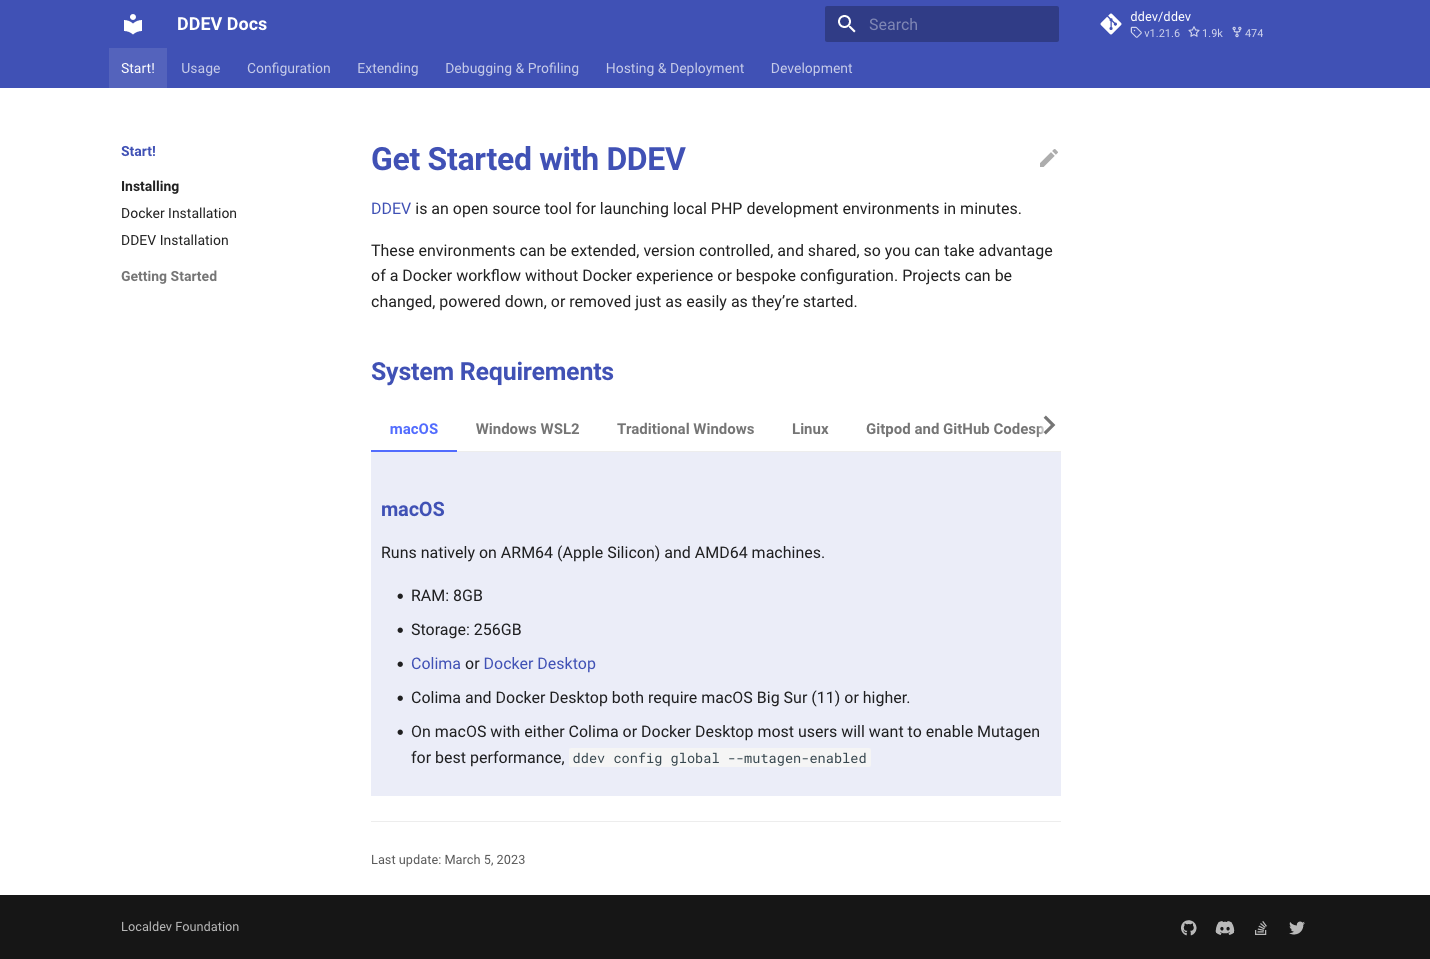 DDEV Docs
Search
ddev/ddev
v1.21.6 1.9k 474
Start! Usage Configuration Extending Debugging & Profiling Hosting & Deployment Development
Start!
Installing
Docker Installation
DDEV Installation
Getting Started
Get Started with DDEV
DDEV is an open source tool for launching local PHP development environments in minutes.
These environments can be extended, version controlled, and shared, so you can take advantage
of a Docker workflow without Docker experience or bespoke configuration. Projects can be
changed, powered down, or removed just as easily as they’re started.
System Requirements
macOS Windows WSL2 Traditional Windows Linux Gitpod and GitHub Codesp
macOS
Runs natively on ARM64 (Apple Silicon) and AMD64 machines.
• RAM: 8GB
• Storage: 256GB
• Colima or Docker Desktop
• Colima and Docker Desktop both require macOS Big Sur (11) or higher.
• On macOS with either Colima or Docker Desktop most users will want to enable Mutagen
for best performance, ddev config global --mutagen-enabled
Last update: March 5, 2023
Localdev Foundation